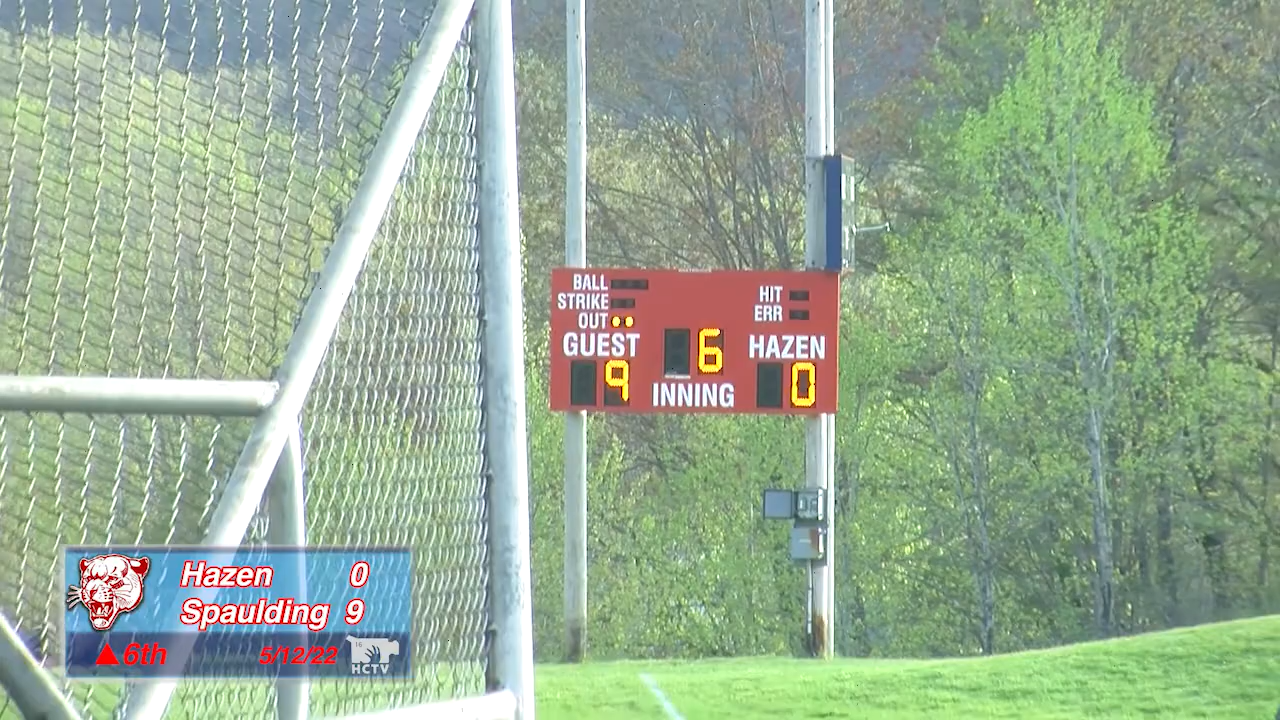 BALL
STRIKE
OUT
HIT
ERR
GUEST 6 HAZEN
9 INNING 0
Hazen 0
Spaulding 9
▲6th 5/12/22
16
HCTV